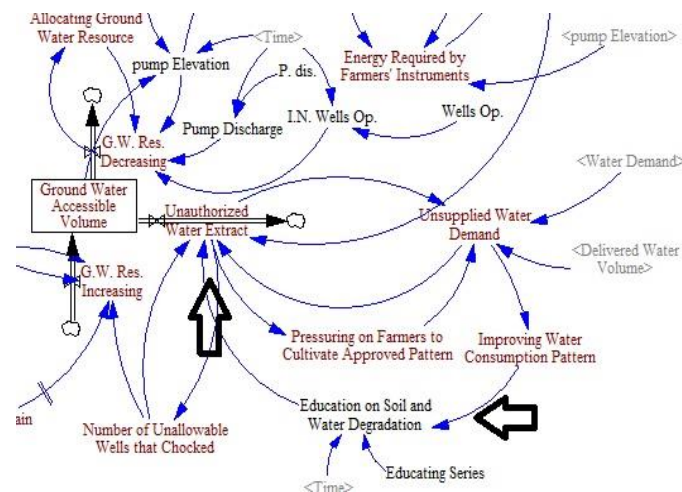 Allocating Ground
Water Resource
<Time>
<pump Elevation>
pump Elevation
Energy Required by
Farmers' Instruments
P. dis.
I.N. Wells Op.
Wells Op.
Pump Discharge
G.W. Res.
Decreasing
<Water Demand>
Ground Water
Accessible
Volume
Unauthorized
Water Extract
Unsupplied Water
Demand
<Delivered Water
Volume>
G.W. Res.
Increasing
Pressuring on Farmers to
Cultivate Approved Pattern
Improving Water
Consumption Pattern
ain
Number of Unallowable
Wells that Chocked
Education on Soil and
Water Degradation
Educating Series
<Time>